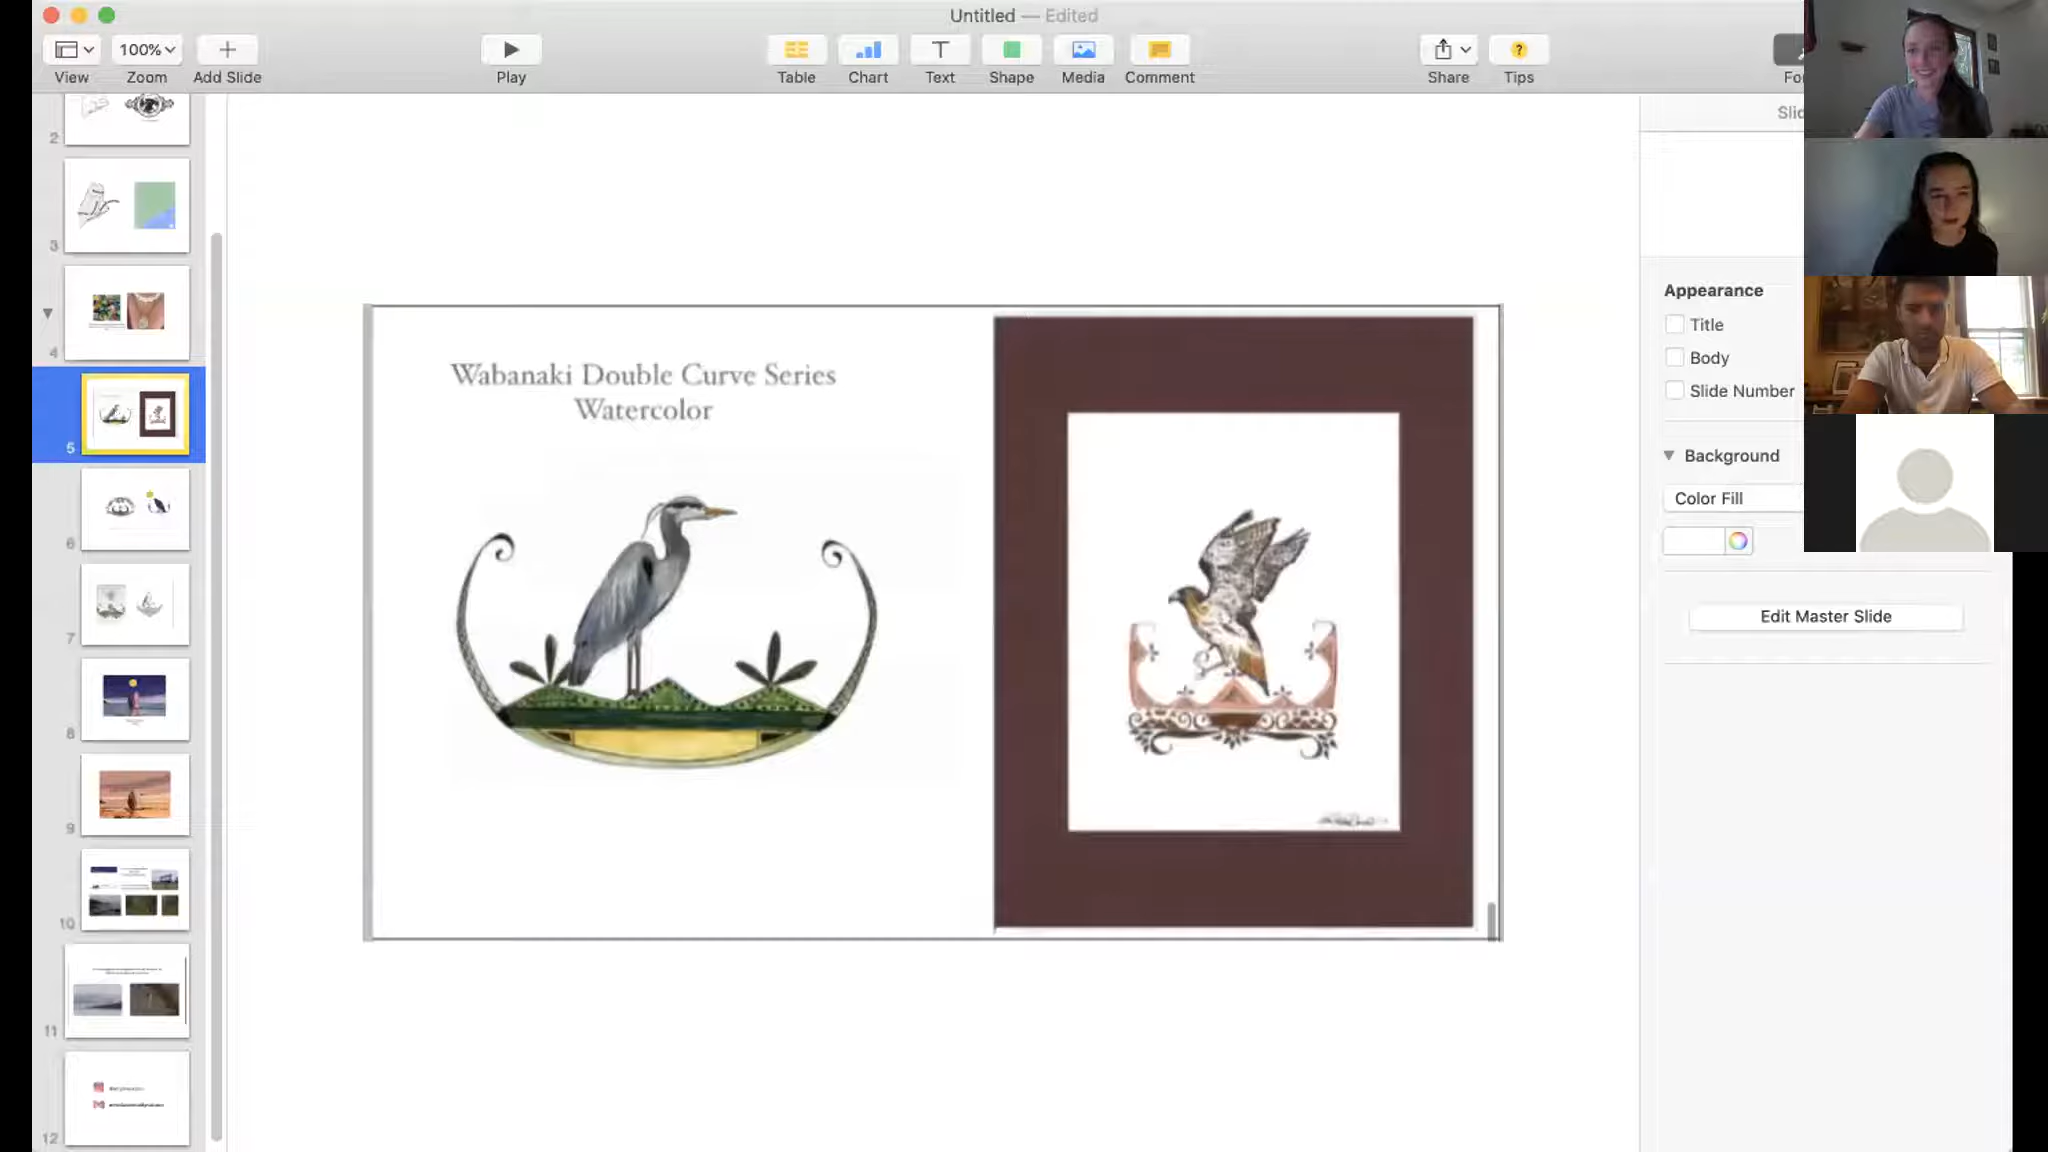 Untitled — Edited
100%
View
Zoom
Add Slide
Play
Table
Chart
Text
Shape
Media
Comment
Share
Tips
?
Appearance
Title
Body
Slide Number
Background
Color Fill
Edit Master Slide
Wabanaki Double Curve Series
Watercolor
2
3
4
5
6
7
8
9
10
11
12